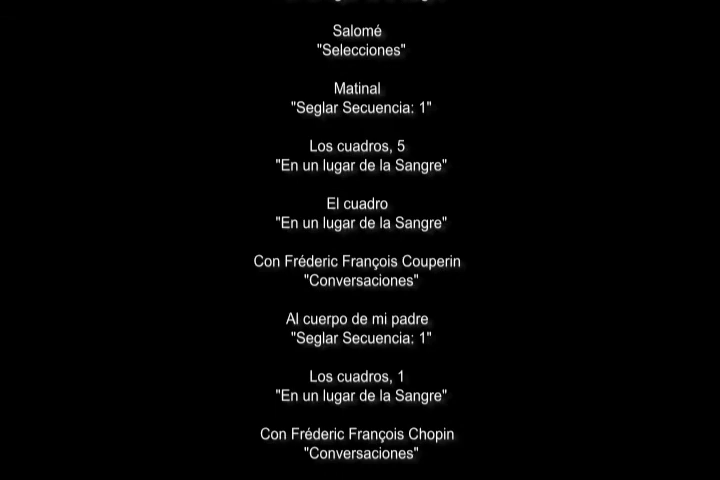 Salomé
"Selecciones"
Matinal
"Seglar Secuencia: 1"
Los cuadros, 5
"En un lugar de la Sangre"
El cuadro
"En un lugar de la Sangre"
Con Fréderic François Couperin
"Conversaciones"
Al cuerpo de mi padre
"Seglar Secuencia: 1"
Los cuadros, 1
"En un lugar de la Sangre"
Con Fréderic François Chopin
"Conversaciones"